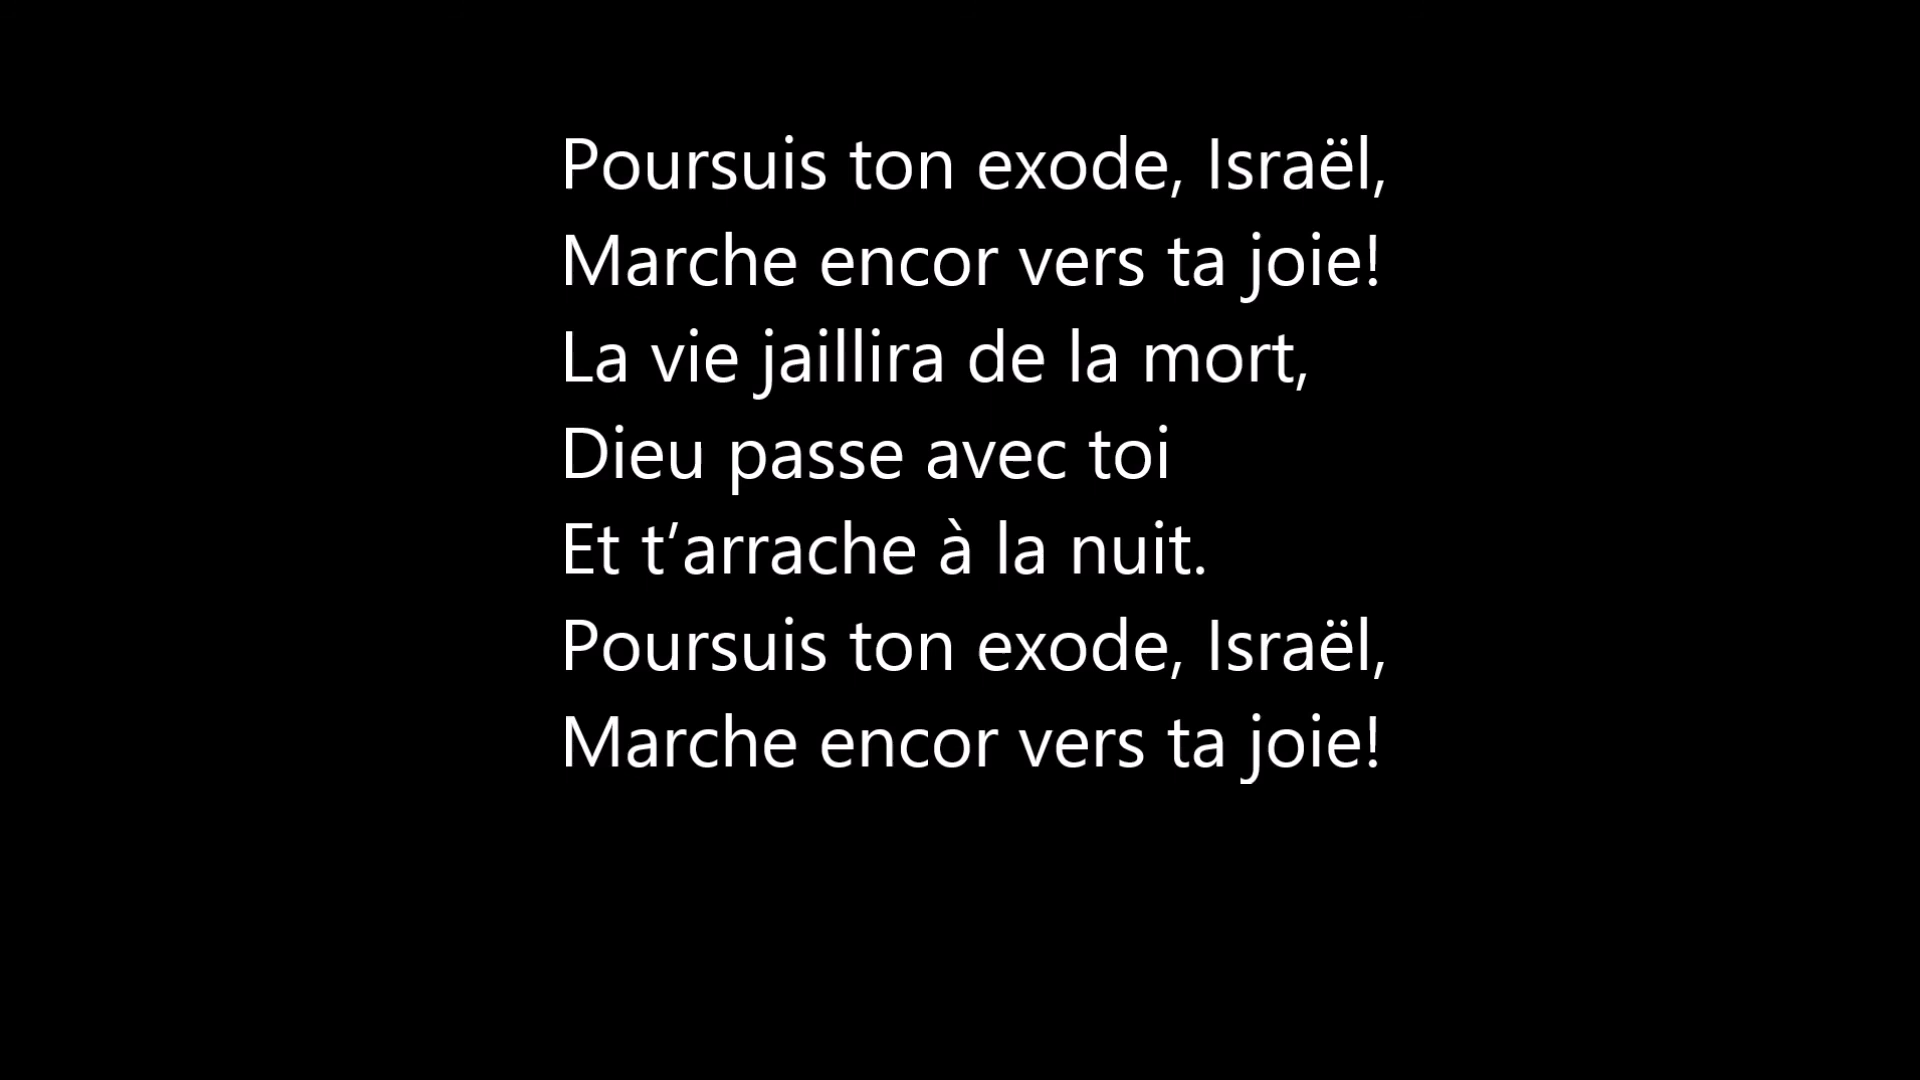 Poursuis ton exode, Israël,
Marche encor vers ta joie!
La vie jaillira de la mort,
Dieu passe avec toi
Et t’arrache à la nuit.
Poursuis ton exode, Israël,
Marche encor vers ta joie!